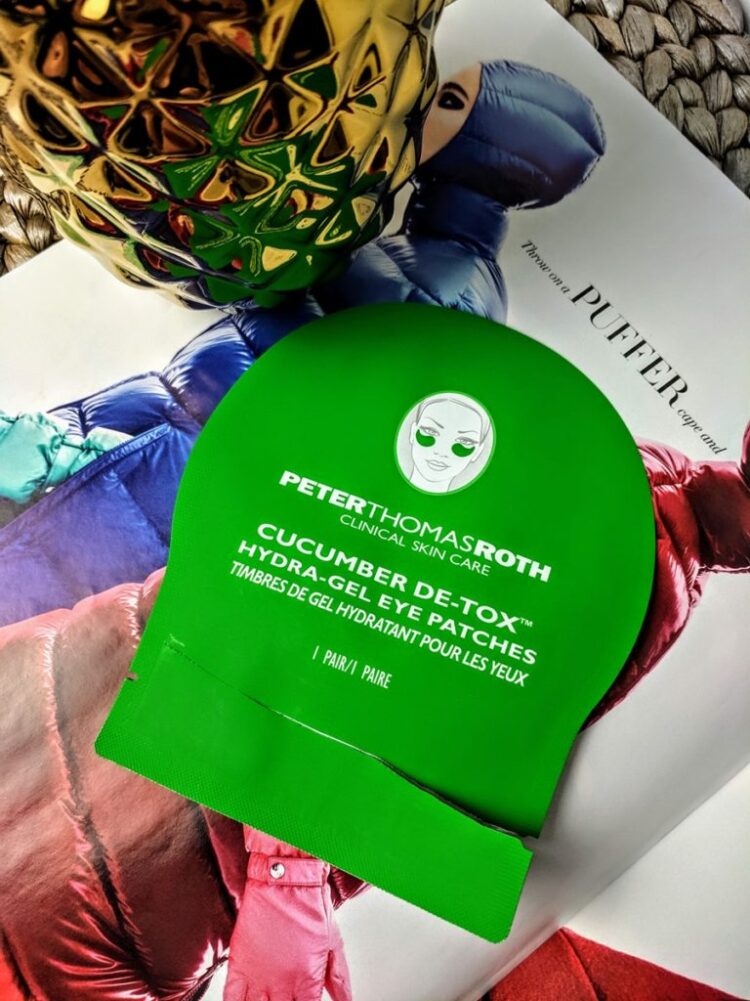 Throw on a
PUFFER
cape and
PETERTHOMASROTH
CLINICAL SKIN CARE
CUCUMBER DE-TOX™
HYDRA-GEL EYE PATCHES
TIMBRES DE GEL HYDRATANT POUR LES YEUX
1 PAIR/1 PAIRE